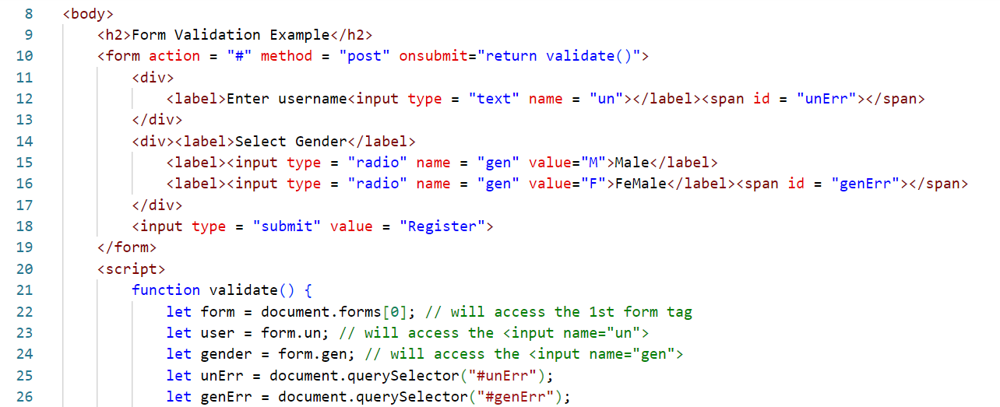 8 <body>
9 <h2>Form Validation Example</h2>
10 <form action = "#" method = "post" onsubmit="return validate()">
11 <div>
12 <label>Enter username<input type = "text" name = "un"></label><span id = "unErr"></span>
13 </div>
14 <div><label>Select Gender</label>
15 <label><input type = "radio" name = "gen" value="M">Male</label>
16 <label><input type = "radio" name = "gen" value="F">FeMale</label><span id = "genErr"></span>
17 </div>
18 <input type = "submit" value = "Register">
19 </form>
20 <script>
21 function validate() {
22 let form = document.forms[0]; // will access the 1st form tag
23 let user = form.un; // will access the <input name="un">
24 let gender = form.gen; // will access the <input name="gen">
25 let unErr = document.querySelector("#unErr");
26 let genErr = document.querySelector("#genErr");